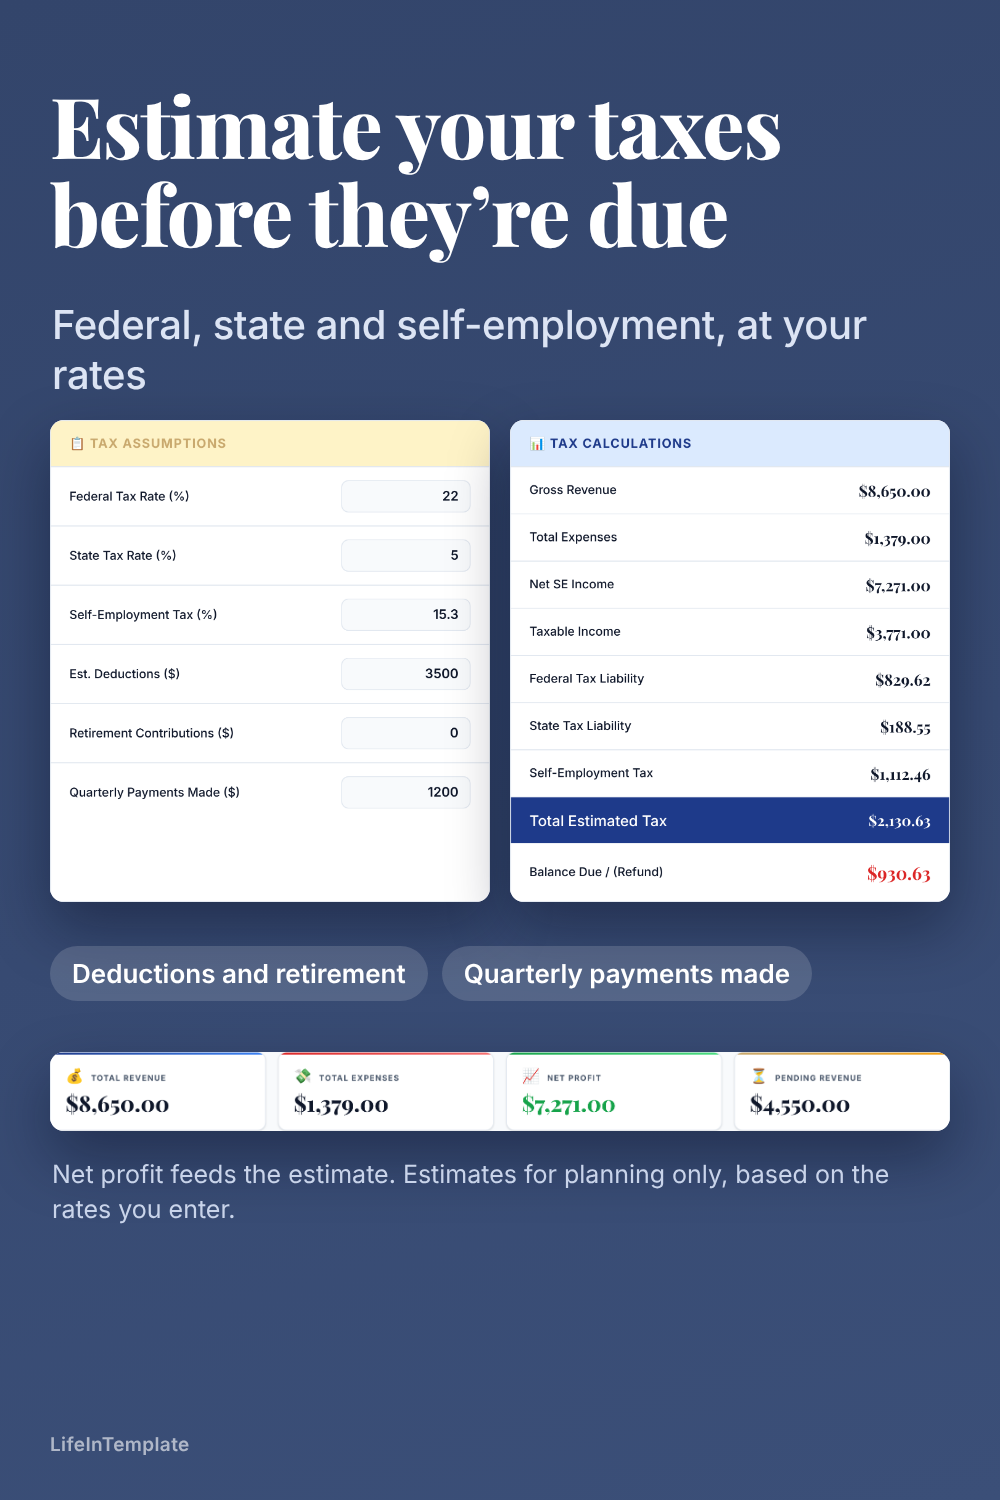 Estimate your taxes
before they’re due
Federal, state and self-employment, at your
rates
📋 TAX ASSUMPTIONS
Federal Tax Rate (%) 22
State Tax Rate (%) 5
Self-Employment Tax (%) 15.3
Est. Deductions ($) 3500
Retirement Contributions ($) 0
Quarterly Payments Made ($) 1200
📊 TAX CALCULATIONS
Gross Revenue $8,650.00
Total Expenses $1,379.00
Net SE Income $7,271.00
Taxable Income $3,771.00
Federal Tax Liability $829.62
State Tax Liability $188.55
Self-Employment Tax $1,112.46
Total Estimated Tax $2,130.63
Balance Due / (Refund) $930.63
Deductions and retirement
Quarterly payments made
💰 TOTAL REVENUE
$8,650.00
💸 TOTAL EXPENSES
$1,379.00
📈 NET PROFIT
$7,271.00
⏳ PENDING REVENUE
$4,550.00
Net profit feeds the estimate. Estimates for planning only, based on the
rates you enter.
LifeInTemplate